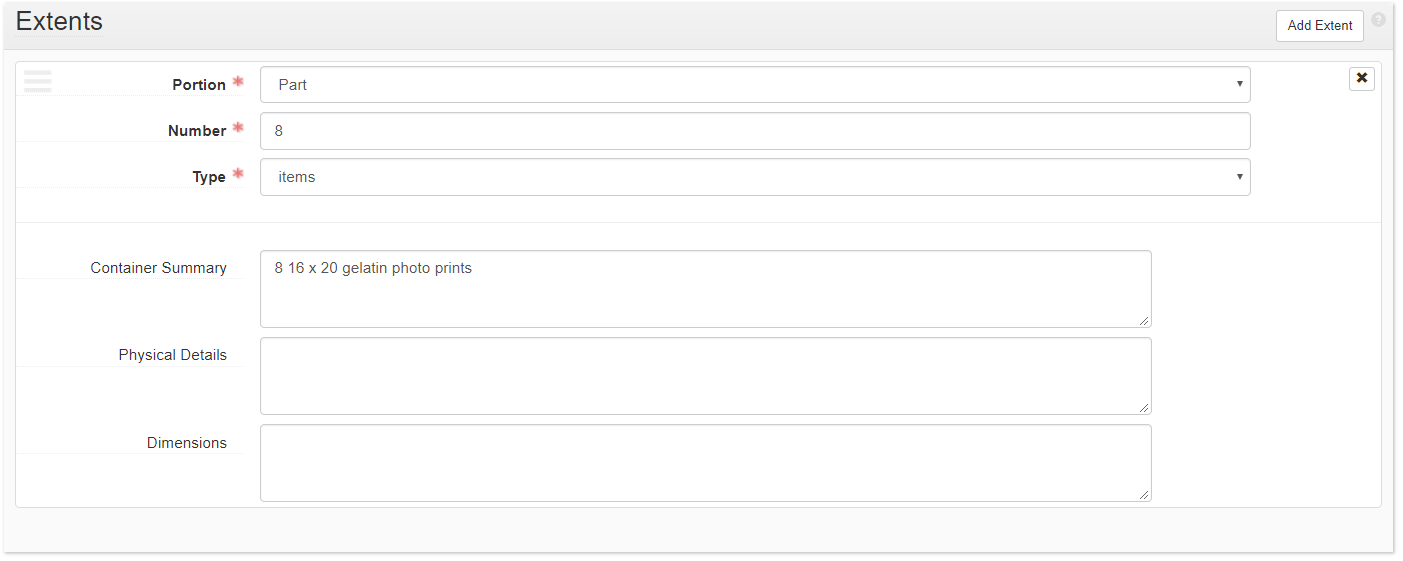 Extents
Add Extent
?
Portion * Part
Number * 8
Type * items
Container Summary 8 16 x 20 gelatin photo prints
Physical Details
Dimensions